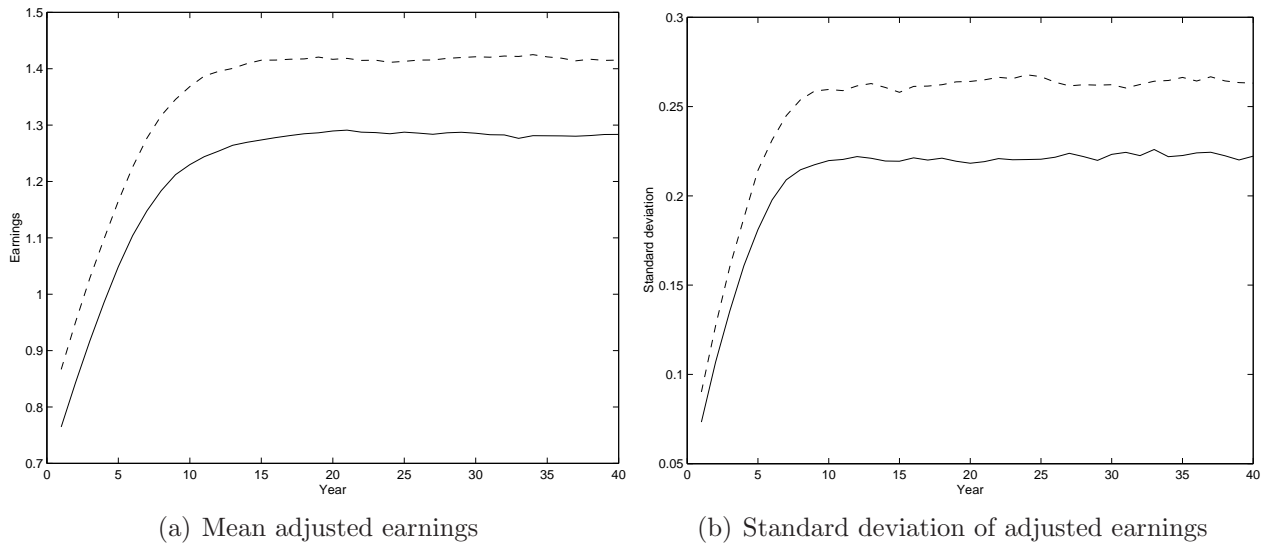 1.5
1.4
1.3
1.2
1.1
1
0.9
0.8
0.7
Earnings
0 5 10 15 20 25 30 35 40
Year
(a) Mean adjusted earnings
0.3
0.25
0.2
0.15
0.1
0.05
Standard deviation
0 5 10 15 20 25 30 35 40
Year
(b) Standard deviation of adjusted earnings